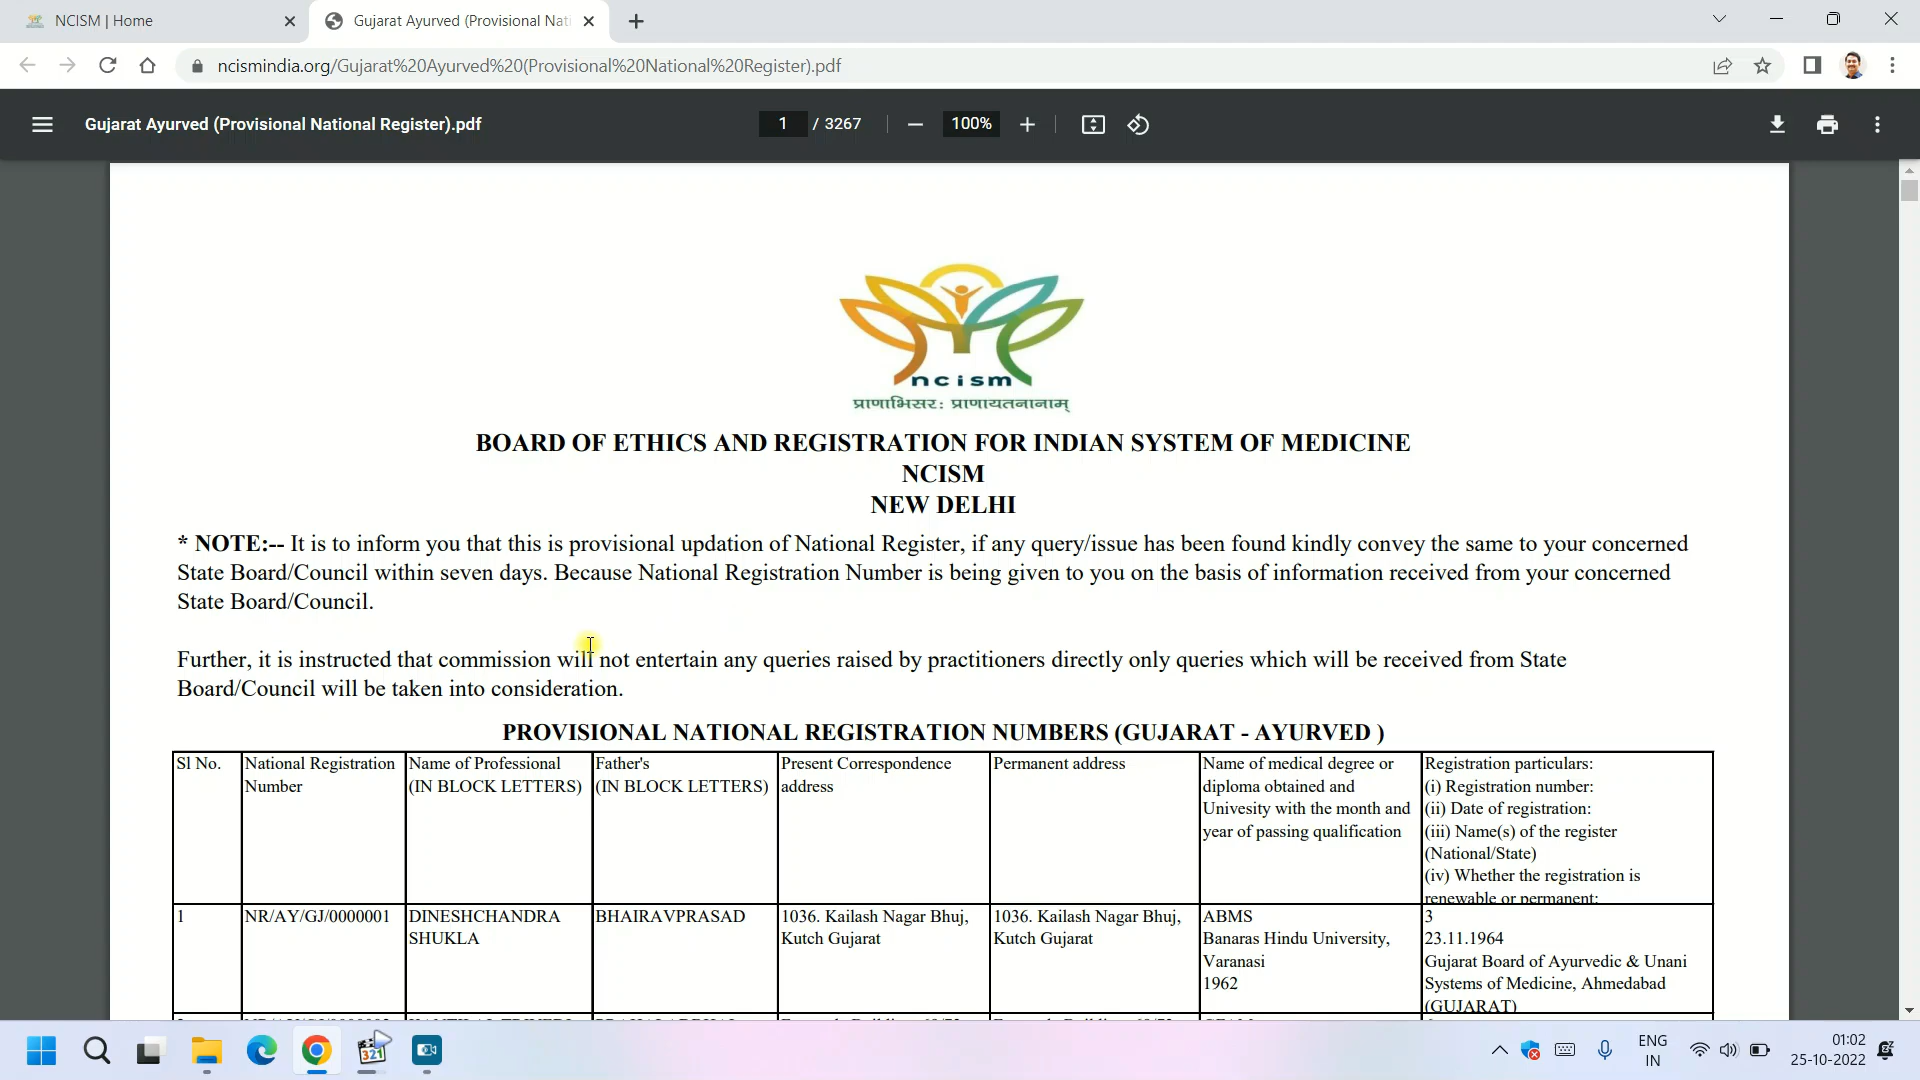 NCISM | Home
Gujarat Ayurved (Provisional Nati
ncismindia.org/Gujarat%20Ayurved%20(Provisional%20National%20Register).pdf
Gujarat Ayurved (Provisional National Register).pdf
1 / 3267
100%
ncism
प्राणाभिसरः प्राणायतनानाम्
BOARD OF ETHICS AND REGISTRATION FOR INDIAN SYSTEM OF MEDICINE
NCISM
NEW DELHI
* NOTE:-- It is to inform you that this is provisional updation of National Register, if any query/issue has been found kindly convey the same to your concerned
State Board/Council within seven days. Because National Registration Number is being given to you on the basis of information received from your concerned
State Board/Council.
Further, it is instructed that commission will not entertain any queries raised by practitioners directly only queries which will be received from State
Board/Council will be taken into consideration.
PROVISIONAL NATIONAL REGISTRATION NUMBERS (GUJARAT - AYURVED )
Sl No.
National Registration
Number
Name of Professional
(IN BLOCK LETTERS)
Father's
(IN BLOCK LETTERS)
Present Correspondence
address
Permanent address
Name of medical degree or
diploma obtained and
Univesity with the month and
year of passing qualification
Registration particulars:
(i) Registration number:
(ii) Date of registration:
(iii) Name(s) of the register
(National/State)
(iv) Whether the registration is
renewable or permanent:
1
NR/AY/GJ/0000001
DINESHCHANDRA
SHUKLA
BHAIRAVPRASAD
1036. Kailash Nagar Bhuj,
Kutch Gujarat
1036. Kailash Nagar Bhuj,
Kutch Gujarat
ABMS
Banaras Hindu University,
Varanasi
1962
3
23.11.1964
Gujarat Board of Ayurvedic & Unani
Systems of Medicine, Ahmedabad
(GUJARAT)
321
ENG
IN
01:02
25-10-2022